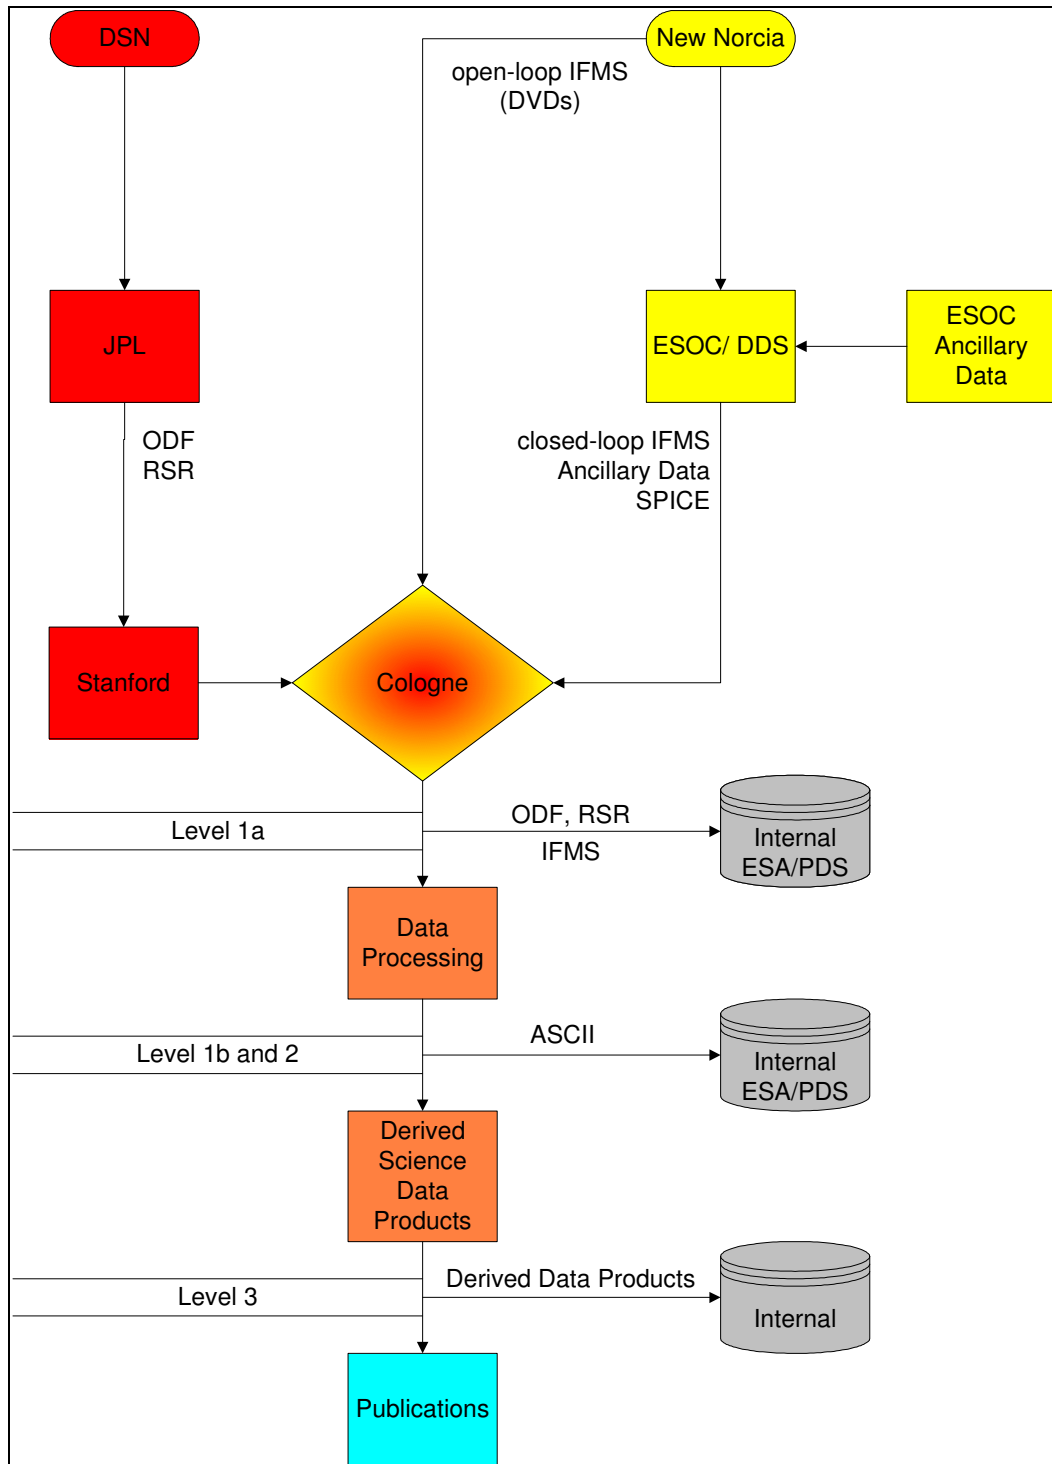 DSN
New Norcia
open-loop IFMS
(DVDs)
JPL
ESOC/ DDS
ESOC
Ancillary
Data
ODF
RSR
closed-loop IFMS
Ancillary Data
SPICE
Stanford
Cologne
Level 1a
ODF, RSR
IFMS
Internal
ESA/PDS
Data
Processing
Level 1b and 2
ASCII
Internal
ESA/PDS
Derived
Science
Data
Products
Level 3
Derived Data Products
Internal
Publications